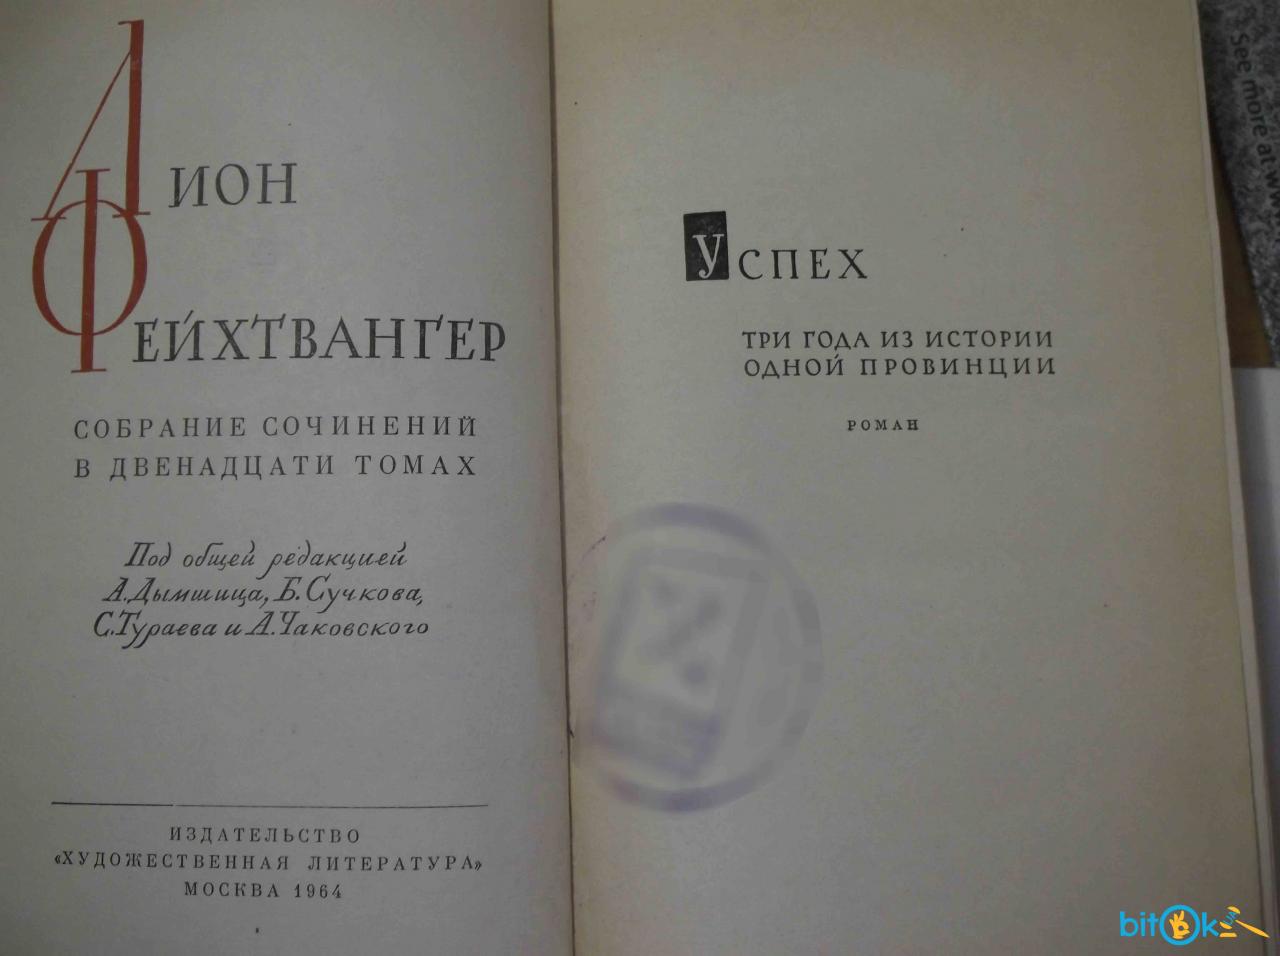 Лион
Фейхтвангер
СОБРАНИЕ СОЧИНЕНИЙ
В ДВЕНАДЦАТИ ТОМАХ
Под общей редакцией
А. Дымшица, Б. Сучкова,
С. Тураева и А. Чаковского
ИЗДАТЕЛЬСТВО
«ХУДОЖЕСТВЕННАЯ ЛИТЕРАТУРА»
МОСКВА 1964
Успех
ТРИ ГОДА ИЗ ИСТОРИИ
ОДНОЙ ПРОВИНЦИИ
РОМАН
See more at
bitok